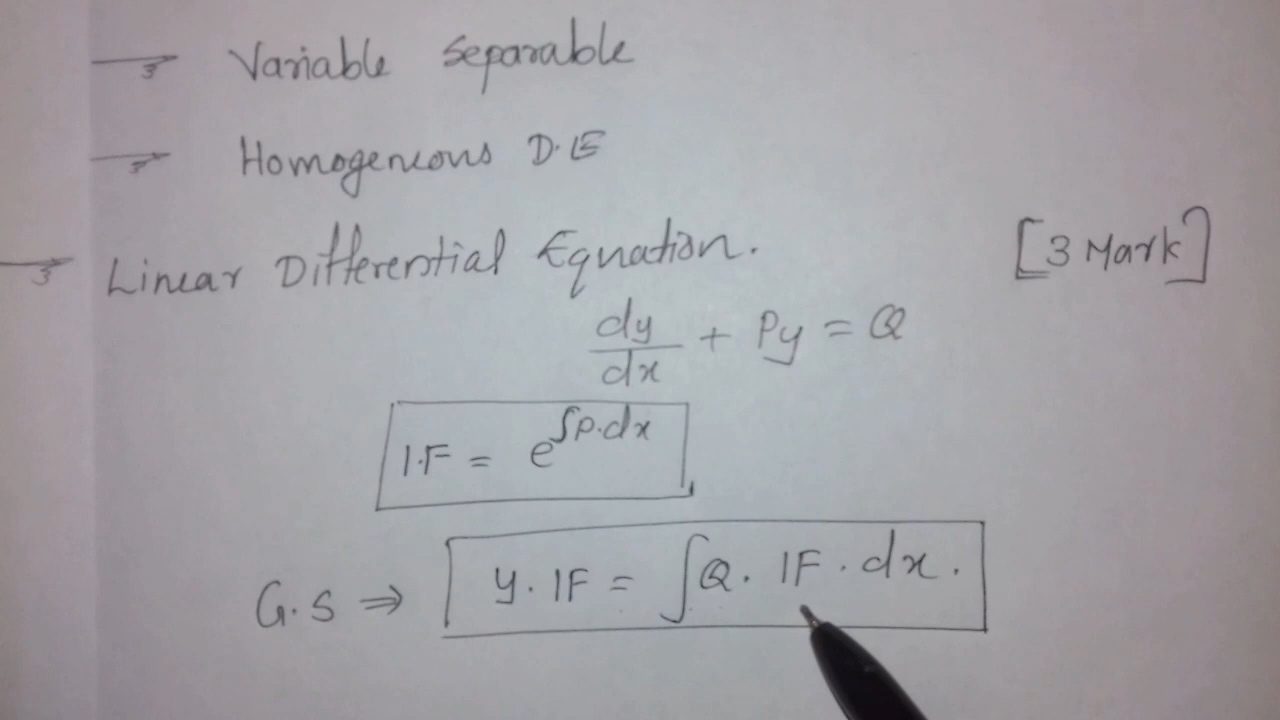 → Variable Separable
→ Homogeneous D.E
→ Linear Differential Equation. [3 Mark]
dy/dx + Py = Q
I.F = e^∫P.dx
G.S ⇒ y. IF = ∫Q. IF. dx.